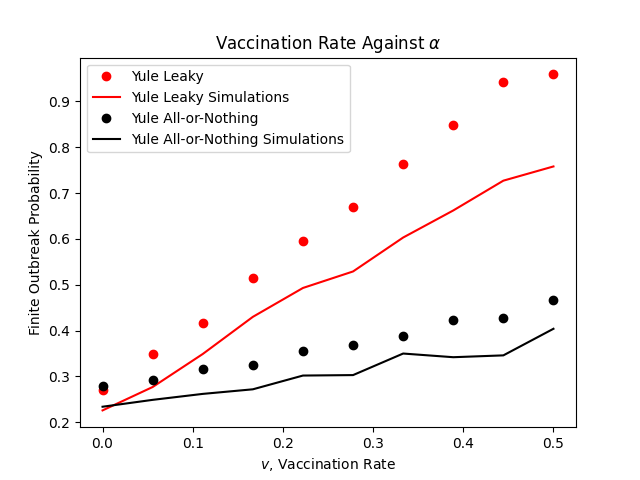 Vaccination Rate Against α
Yule Leaky
Yule Leaky Simulations
Yule All-or-Nothing
Yule All-or-Nothing Simulations
Finite Outbreak Probability
0.9
0.8
0.7
0.6
0.5
0.4
0.3
0.2
0.0 0.1 0.2 0.3 0.4 0.5
v, Vaccination Rate